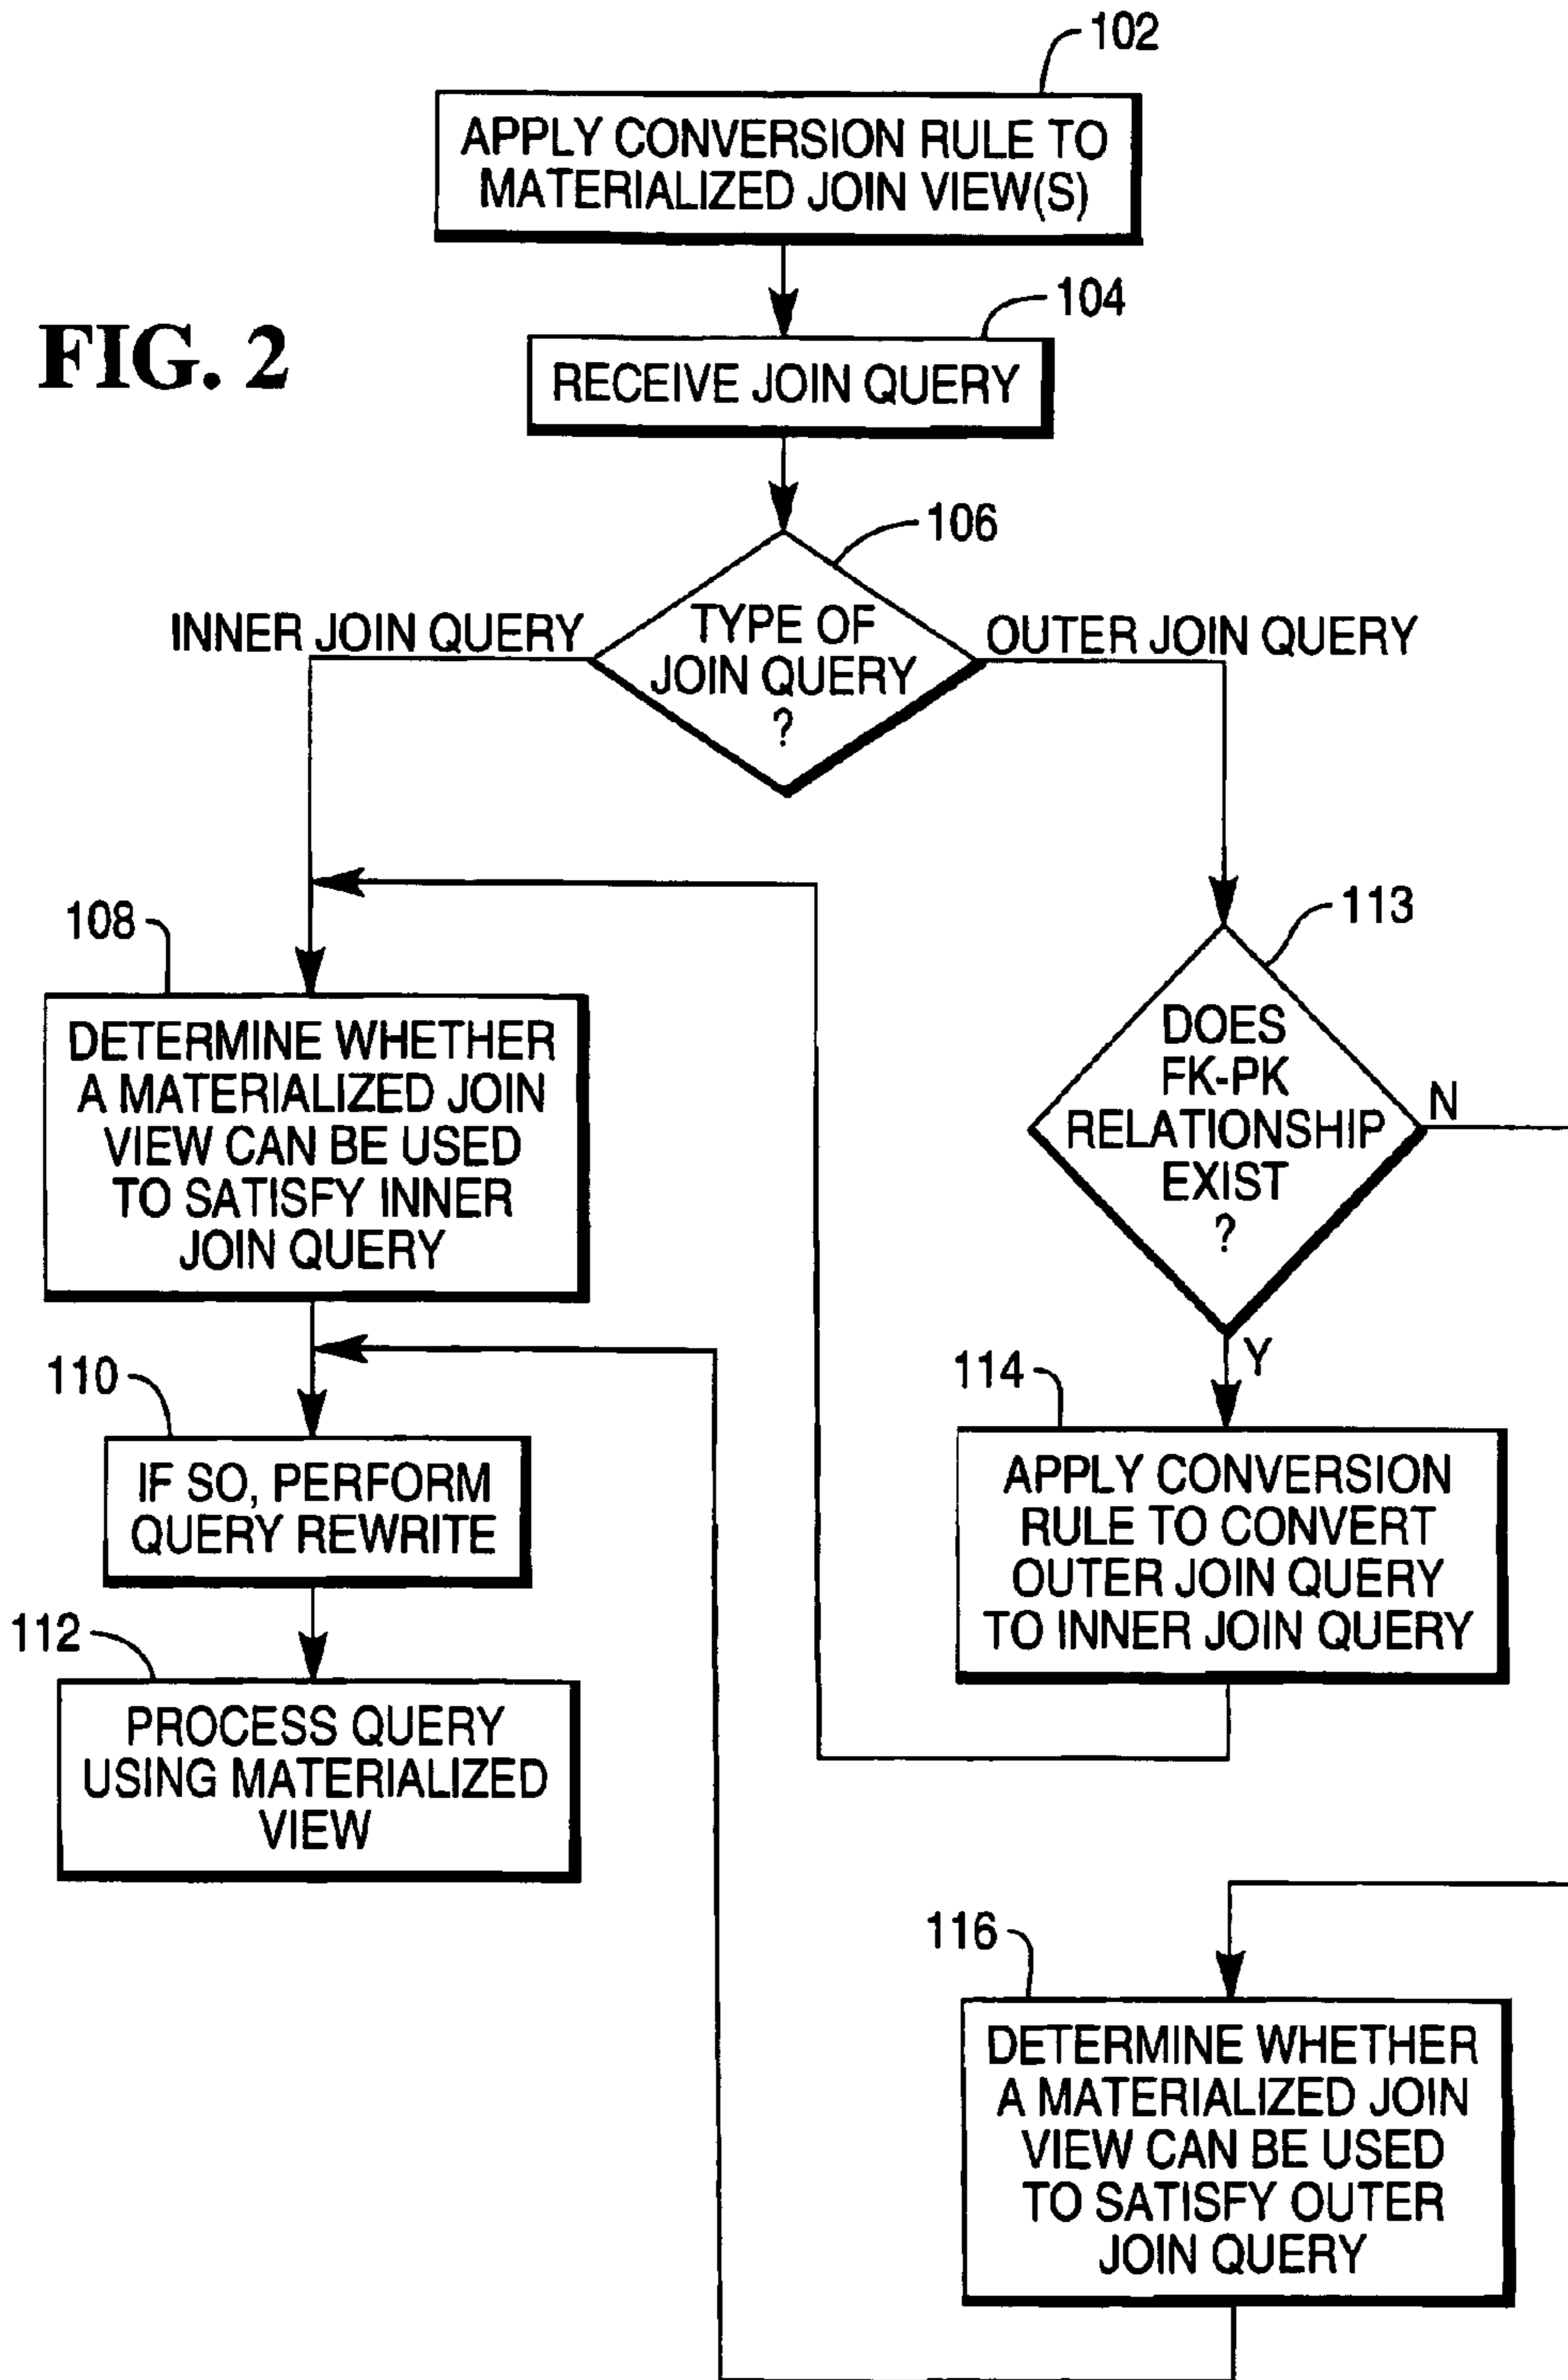 102
APPLY CONVERSION RULE TO
MATERIALIZED JOIN VIEW(S)
FIG. 2
104
RECEIVE JOIN QUERY
106
INNER JOIN QUERY
TYPE OF
JOIN QUERY
?
OUTER JOIN QUERY
108
DETERMINE WHETHER
A MATERIALIZED JOIN
VIEW CAN BE USED
TO SATISFY INNER
JOIN QUERY
113
DOES
FK-PK
RELATIONSHIP
EXIST
?
N
Y
110
IF SO, PERFORM
QUERY REWRITE
114
APPLY CONVERSION
RULE TO CONVERT
OUTER JOIN QUERY
TO INNER JOIN QUERY
112
PROCESS QUERY
USING MATERIALIZED
VIEW
116
DETERMINE WHETHER
A MATERIALIZED JOIN
VIEW CAN BE USED
TO SATISFY OUTER
JOIN QUERY